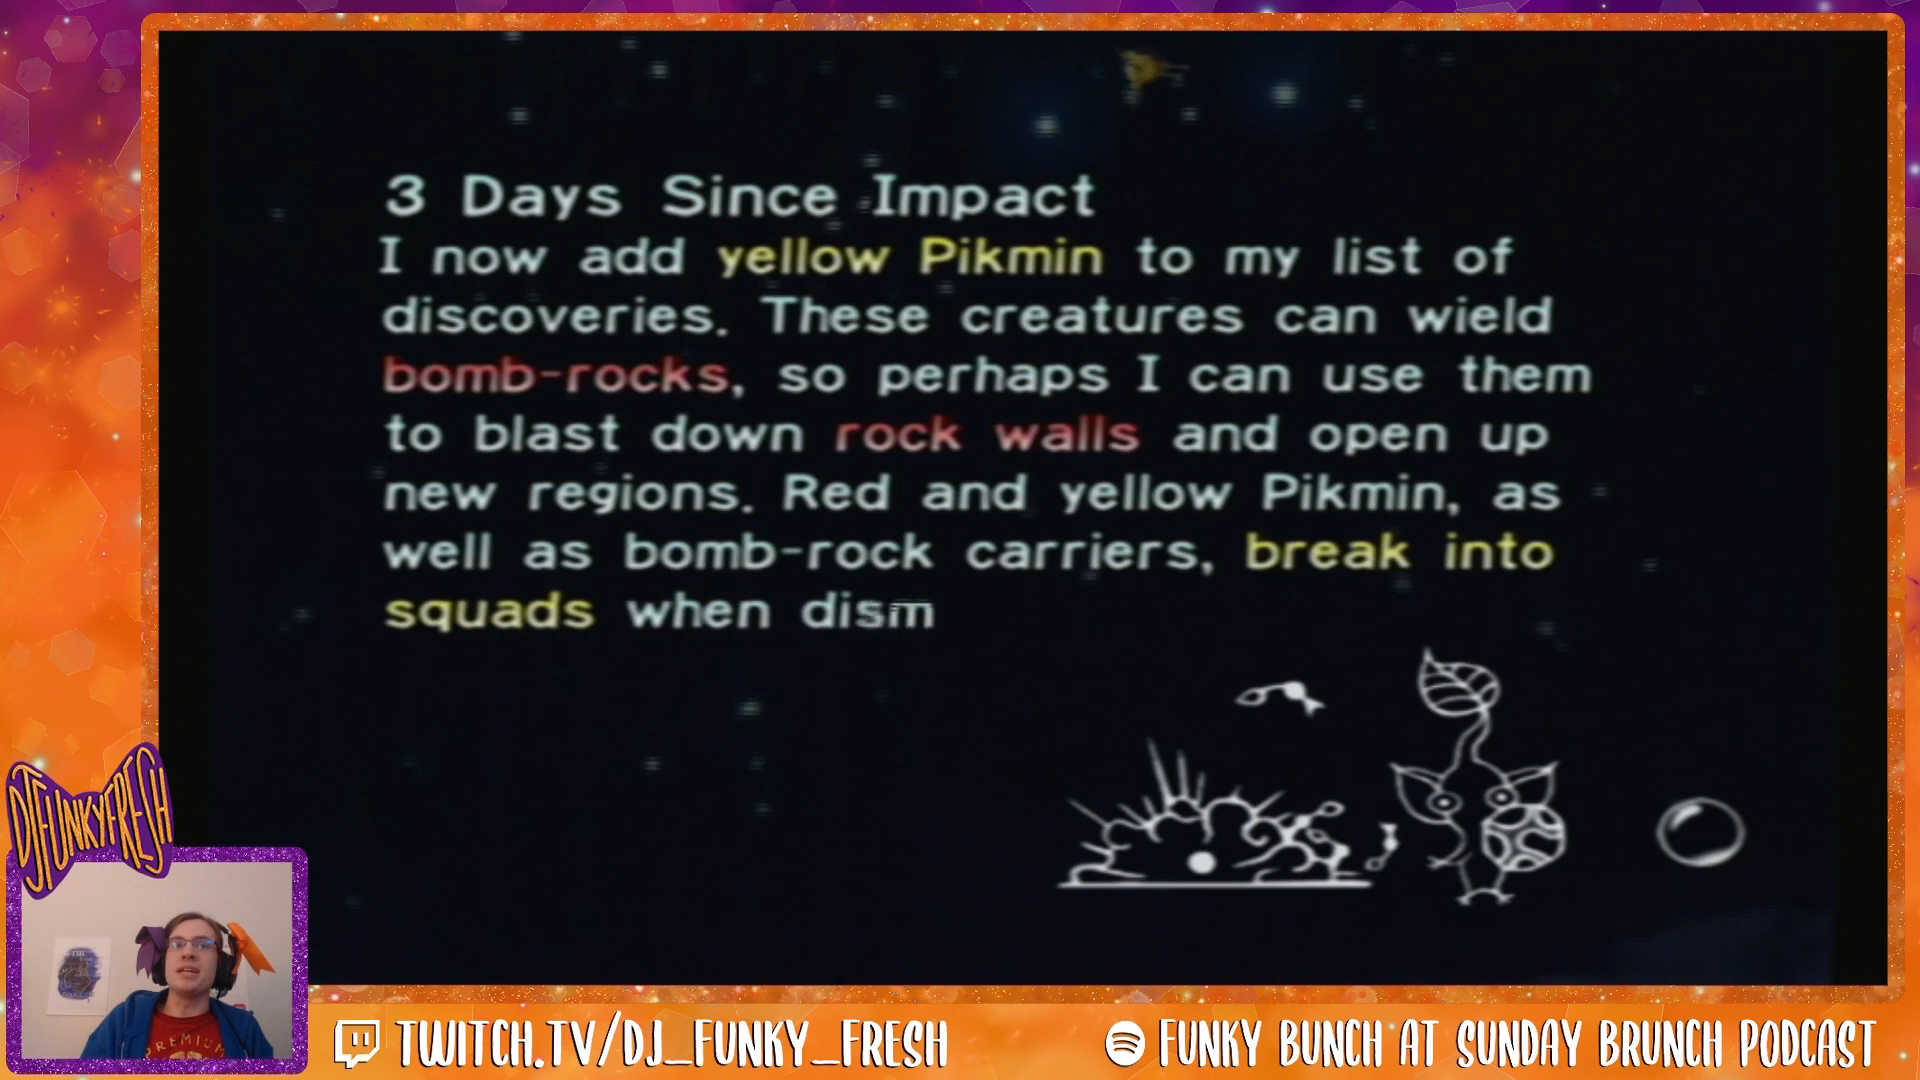 3 Days Since Impact
I now add yellow Pikmin to my list of
discoveries. These creatures can wield
bomb-rocks, so perhaps I can use them
to blast down rock walls and open up
new regions. Red and yellow Pikmin, as
well as bomb-rock carriers, break into
squads when dism
DJFUNKYFRESH
THE
PREMIUM
TWITCH.TV/DJ_FUNKY_FRESH
FUNKY BUNCH AT SUNDAY BRUNCH PODCAST